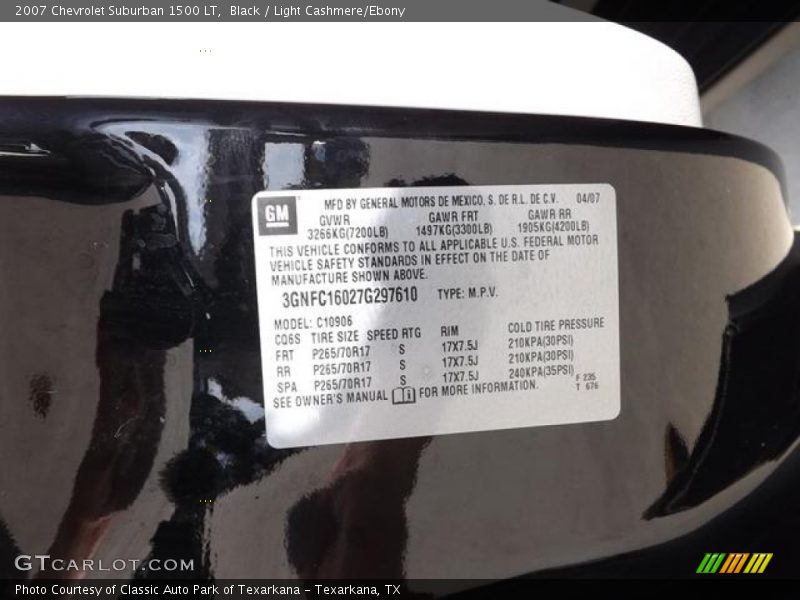 2007 Chevrolet Suburban 1500 LT,  Black / Light Cashmere/Ebony
GM
MFD BY GENERAL MOTORS DE MEXICO, S. DE R.L. DE C.V. 04/07
GVWR GAWR FRT GAWR RR
3266KG(7200LB) 1497KG(3300LB) 1905KG(4200LB)
THIS VEHICLE CONFORMS TO ALL APPLICABLE U.S. FEDERAL MOTOR
VEHICLE SAFETY STANDARDS IN EFFECT ON THE DATE OF
MANUFACTURE SHOWN ABOVE.
3GNFC16027G297610 TYPE: M.P.V.
MODEL: C10906
CQ6S TIRE SIZE SPEED RTG RIM COLD TIRE PRESSURE
FRT P265/70R17 S 17X7.5J 210KPA(30PSI)
RR P265/70R17 S 17X7.5J 210KPA(30PSI)
SPA P265/70R17 S 17X7.5J 240KPA(35PSI) F 235
SEE OWNER'S MANUAL FOR MORE INFORMATION. T 676
GTCARLOT.COM
Photo Courtesy of Classic Auto Park of Texarkana - Texarkana, TX